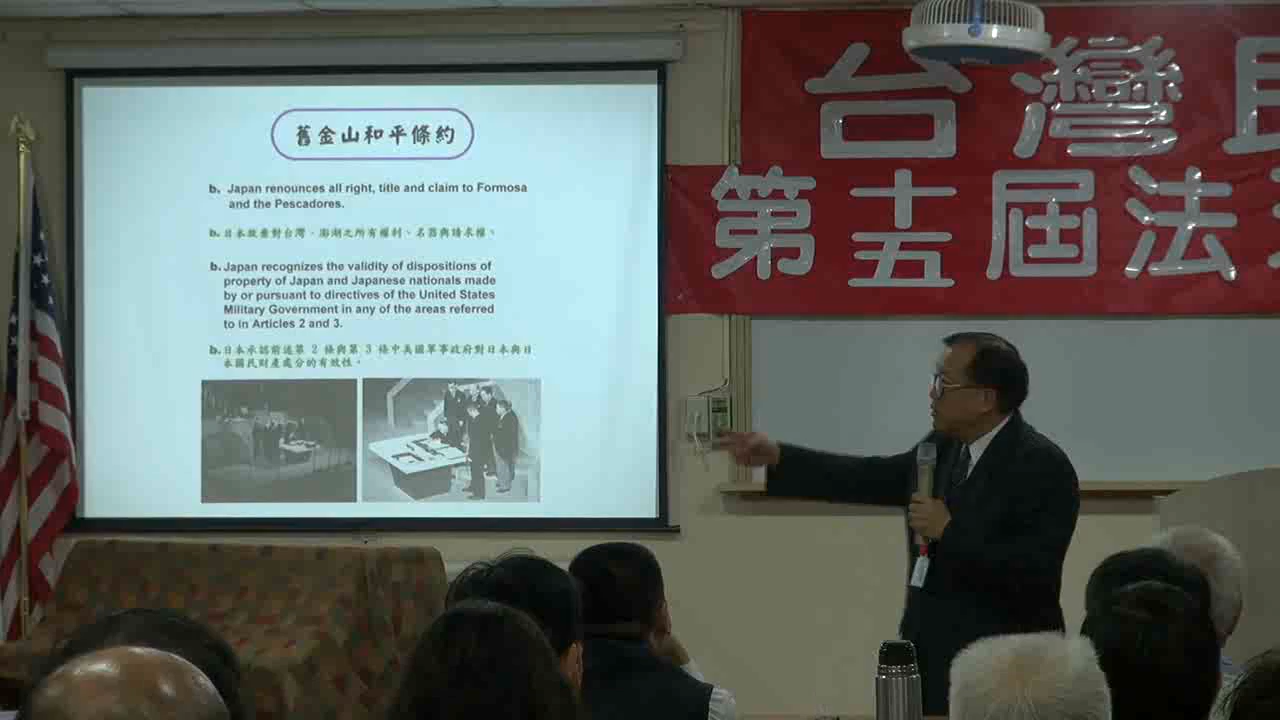 舊金山和平條約
b. Japan renounces all right, title and claim to Formosa
and the Pescadores.
b. 日本放棄對台灣、澎湖之所有權利、名器與請求權、
b. Japan recognizes the validity of dispositions of
property of Japan and Japanese nationals made
by or pursuant to directives of the United States
Military Government in any of the areas referred
to in Articles 2 and 3.
b. 日本承認前述第 2 條與第 3 條中美國軍事政府對日本與日
本國民財產處分的有效性。
台灣
第十五屆法